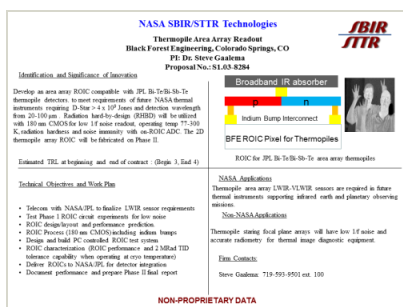 NASA SBIR/STTR Technologies
SBIR
STTR
Thermopile Area Array Readout
Black Forest Engineering, Colorado Springs, CO
PI: Dr. Steve Gaalema
Proposal No.: S1.03-8284
Identification and Significance of Innovation
Develop an area array ROIC compatible with JPL Bi-Te/Bi-Sb-Te
thermopile detectors. to meet requirements of future NASA thermal
instruments requiring D-Star > 4 x 10⁹ Jones and detection wavelength
from 20-100 µm . Radiation hard-by-design (RHBD) will be utilized
with 180 nm CMOS for low 1/f noise readout, operating temp 77-300
K, radiation hardness and noise immunity with on-ROIC ADC. The 2D
thermopile array ROIC will be fabricated on Phase II.
Estimated TRL at beginning and end of contract : (Begin 3, End 4)
Broadband IR absorber
p
n
Indium Bump Interconnect
BFE ROIC Pixel for Thermopiles
ROIC for JPL Bi-Te/Bi-Sb-Te area array thermopiles
Technical Objectives and Work Plan
• Telecom with NASA/JPL to finalize LWIR sensor requirements
• Test Phase 1 ROIC circuit experiments for low noise
• ROIC design/layout and performance prediction.
• ROIC Process (180 nm CMOS) including indium bumps
• Design and build PC controlled ROIC test system
• ROIC characterization (ROIC performance and 2 MRad TID
tolerance capability when operating at cryo temperature)
• Deliver ROICs to NASA/JPL for detector integration
• Document performance and prepare Phase II final report
NASA Applications
Thermopile area array LWIR-VLWIR sensors are required in future
thermal instruments supporting infrared earth and planetary observing
missions.
Non-NASA Applications
Thermopile staring focal plane arrays will have low 1/f noise and
accurate radiometry for thermal image diagnostic equipment.
Firm Contacts:
Steve Gaalema: 719-593-9501 ext. 100
NON-PROPRIETARY DATA